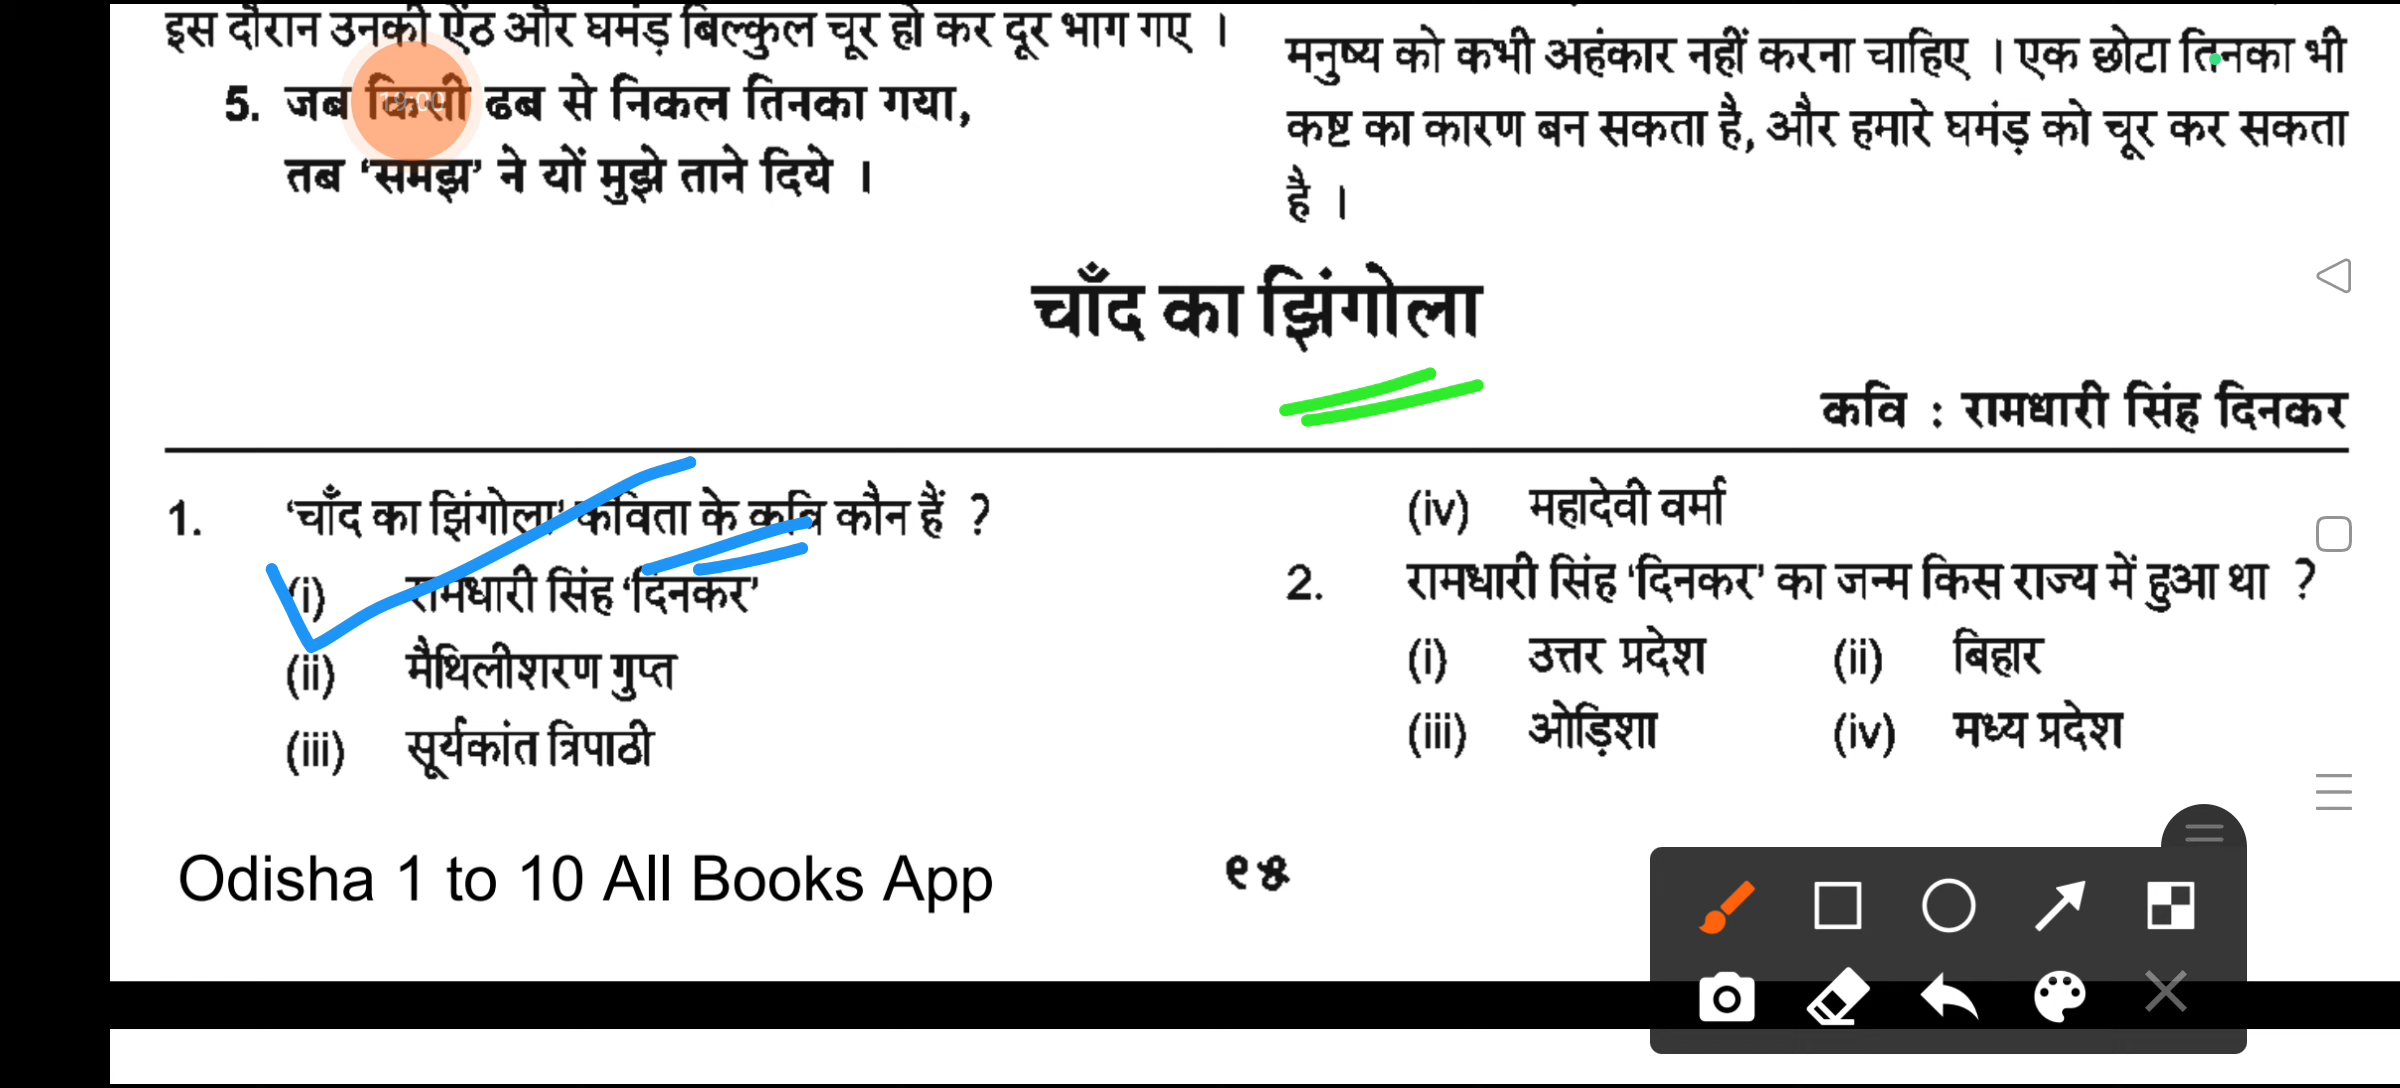 इस दौरान उनकी ऐंठ और घमंड़ बिल्कुल चूर हो कर दूर भाग गए ।
5. जब किसी ढब से निकल तिनका गया,
तब ‘समझ’ ने यों मुझे ताने दिये ।
मनुष्य को कभी अहंकार नहीं करना चाहिए । एक छोटा तिनका भी
कष्ट का कारण बन सकता है, और हमारे घमंड़ को चूर कर सकता
है ।
19:00
चाँद का झिंगोला
कवि : रामधारी सिंह दिनकर
1. ‘चाँद का झिंगोला’ कविता के कवि कौन हैं ?
(i) रामधारी सिंह ‘दिनकर’
(ii) मैथिलीशरण गुप्त
(iii) सूर्यकांत त्रिपाठी
(iv) महादेवी वर्मा
2. रामधारी सिंह ‘दिनकर’ का जन्म किस राज्य में हुआ था ?
(i) उत्तर प्रदेश (ii) बिहार
(iii) ओड़िशा (iv) मध्य प्रदेश
Odisha 1 to 10 All Books App